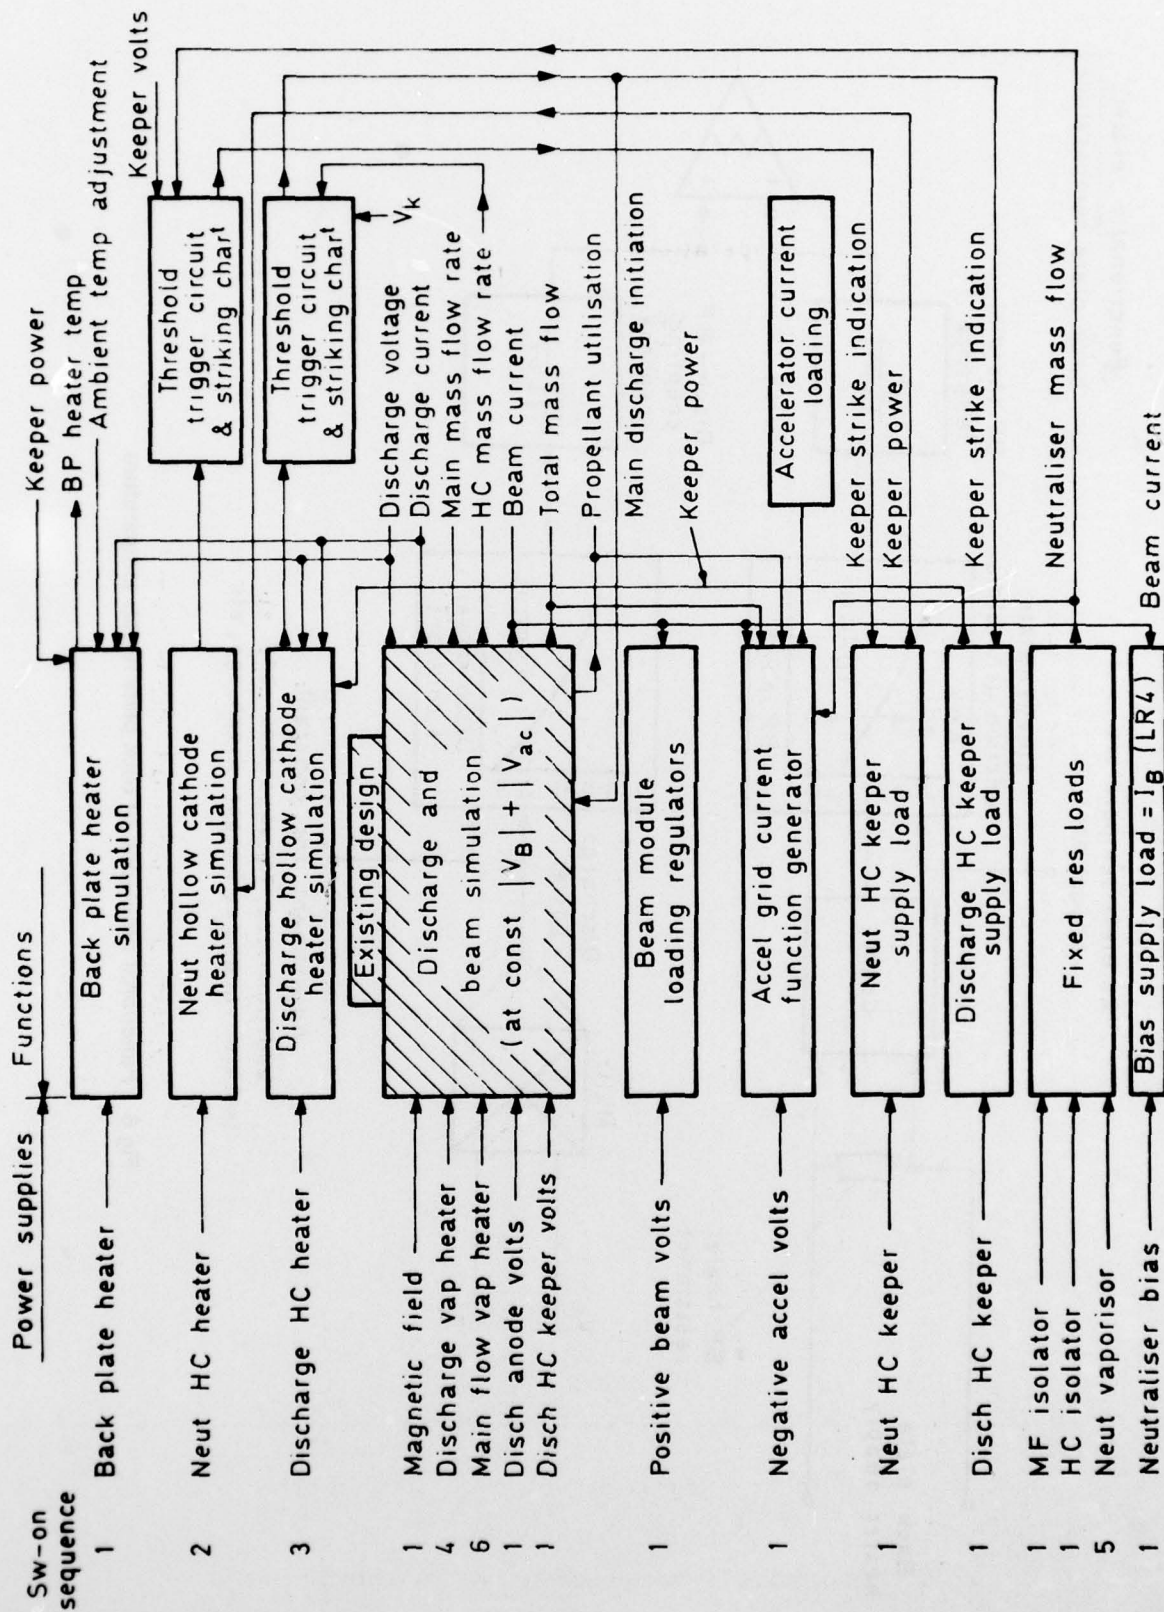 Sw-on
sequence
Power supplies
Functions
1 Back plate heater
2 Neut HC heater
3 Discharge HC heater
1 Magnetic field
4 Discharge vap heater
6 Main flow vap heater
1 Disch anode volts
1 Disch HC keeper volts
1 Positive beam volts
1 Negative accel volts
1 Neut HC keeper
1 Disch HC keeper
1 MF isolator
1 HC isolator
5 Neut vaporisor
1 Neutraliser bias
Back plate heater
simulation
Neut hollow cathode
heater simulation
Discharge hollow cathode
heater simulation
Existing design
Discharge and
beam simulation
(at const |VB| + |Vac|)
Beam module
loading regulators
Accel grid current
function generator
Neut HC keeper
supply load
Discharge HC keeper
supply load
Fixed res loads
Bias supply load = IB (LR4)
Keeper power
BP heater temp
Ambient temp adjustment
Keeper volts
Threshold
trigger circuit
& striking chart
Threshold
trigger circuit
& striking chart
Vk
Discharge voltage
Discharge current
Main mass flow rate
HC mass flow rate
Beam current
Total mass flow
Propellant utilisation
Main discharge initiation
Keeper power
Accelerator current
loading
Keeper strike indication
Keeper power
Keeper strike indication
Neutraliser mass flow
Beam current